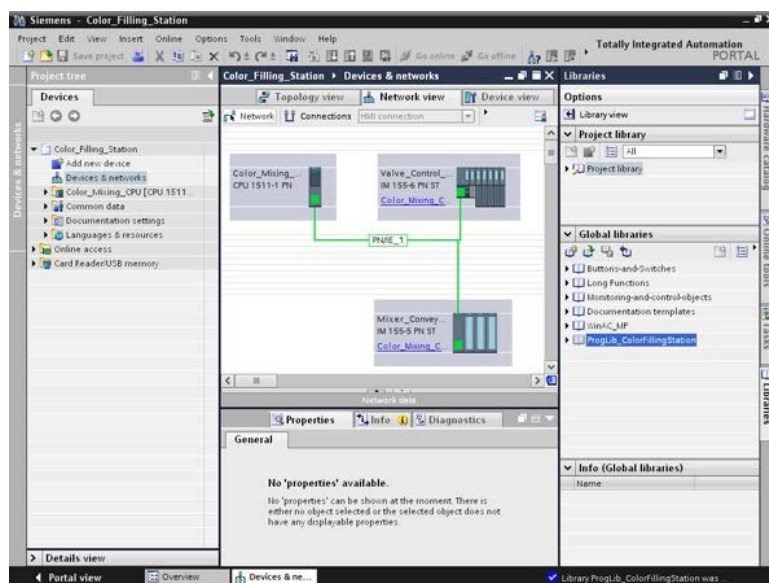 Siemens - Color_Filling_Station
Project Edit View Insert Online Options Tools Window Help
Totally Integrated Automation
PORTAL
Save project
Go online
Go offline
Project tree
Devices
Color_Filling_Station
Add new device
Devices & networks
Color_Mixing_CPU [CPU 1511...
Common data
Documentation settings
Languages & resources
Online access
Card Reader/USB memory
Details view
Devices & networks
Color_Filling_Station Devices & networks
Topology view
Network view
Device view
Network
Connections
HMI connection
Color_Mixing_...
CPU 1511-1 PN
Valve_Control_...
IM 155-6 PN ST
Color_Mixing_C...
PN/IE_1
Mixer_Convey...
IM 155-5 PN ST
Color_Mixing_C...
Network data
Properties
Info
Diagnostics
General
No 'properties' available.
No 'properties' can be shown at the moment. There is
either no object selected or the selected object does not
have any displayable properties.
Libraries
Options
Library view
Project library
All
Project library
Global libraries
Buttons-and-Switches
Long Functions
Monitoring-and-control-objects
Documentation templates
WinAC_MP
ProgLib_ColorFillingStation
Info (Global libraries)
Name
Hardware catalog
Online tools
Tasks
Libraries
Portal view
Overview
Devices & ne...
Library ProgLib_ColorFillingStation was ...